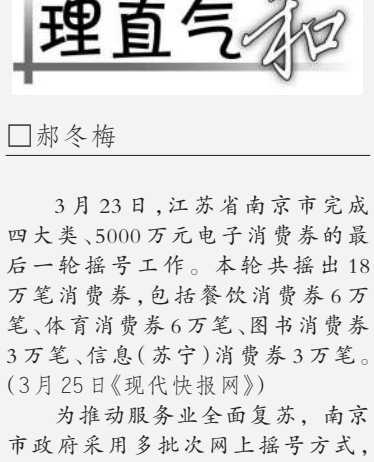 理直气和
□郝冬梅
3月23日,江苏省南京市完成
四大类、5000万元电子消费券的最
后一轮摇号工作。本轮共摇出18
万笔消费券,包括餐饮消费券6万
笔、体育消费券6万笔、图书消费券
3万笔、信息(苏宁)消费券3万笔。
(3月25日《现代快报网》)
为推动服务业全面复苏，南京
市政府采用多批次网上摇号方式，